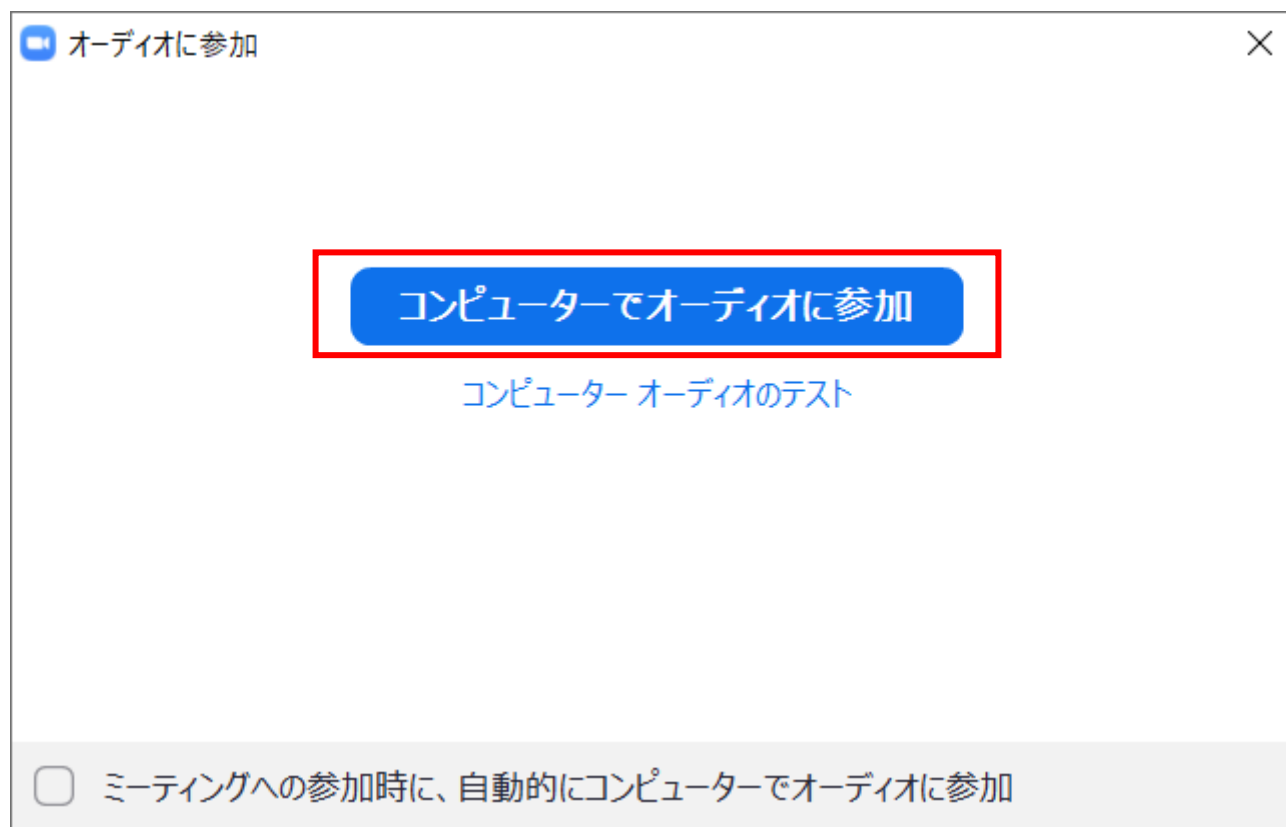 オーディオに参加
コンピューターでオーディオに参加
コンピューター オーディオのテスト
ミーティングへの参加時に、自動的にコンピューターでオーディオに参加